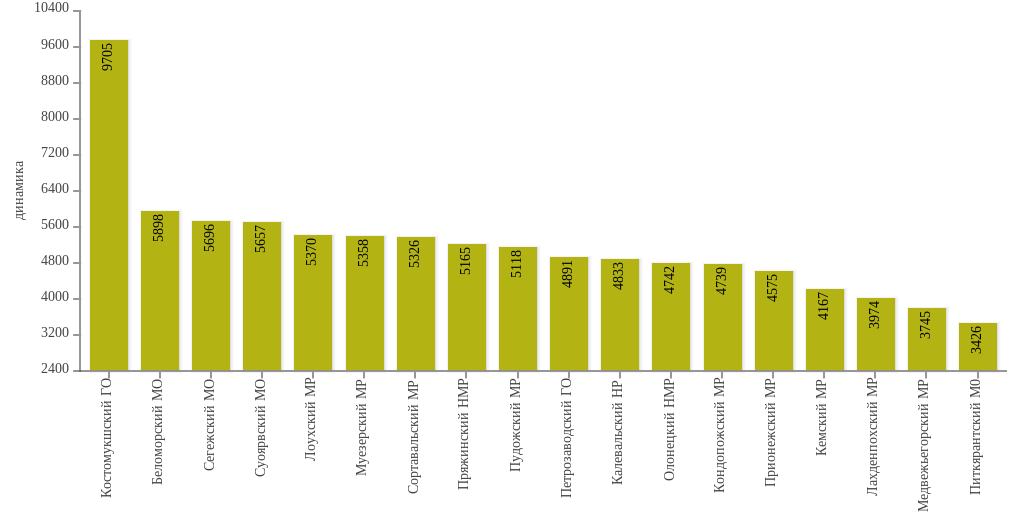 10400
9600
8800
8000
7200
6400
5600
4800
4000
3200
2400
динамика
9705
5898
5696
5657
5370
5358
5326
5165
5118
4891
4833
4742
4739
4575
4167
3974
3745
3426
Костомукшский ГО
Беломорский МО
Сегежский МО
Суоярвский МО
Лоухский МР
Муезерский МР
Сортавальский МР
Пряжинский НМР
Пудожский МР
Петрозаводский ГО
Калевальский НР
Олонецкий НМР
Кондопожский МР
Прионежский МР
Кемский МР
Лахденпохский МР
Медвежьегорский МР
Питкярантский М0